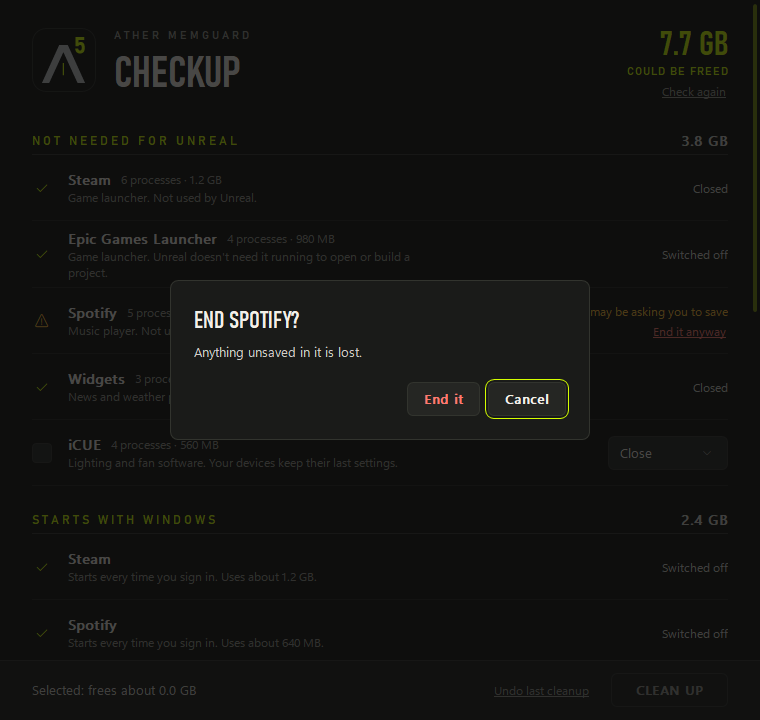 5
ATHER MEMGUARD
CHECKUP
7.7 GB
COULD BE FREED
Check again
NOT NEEDED FOR UNREAL 3.8 GB
Steam 6 processes · 1.2 GB
Game launcher. Not used by Unreal.
Closed
Epic Games Launcher 4 processes · 980 MB
Game launcher. Unreal doesn't need it running to open or build a
project.
Switched off
Spotify 5
Music player. Not
may be asking you to save
End it anyway
END SPOTIFY?
Anything unsaved in it is lost.
End it Cancel
Widgets 3
News and weather
Closed
iCUE 4 processes · 560 MB
Lighting and fan software. Your devices keep their last settings.
Close
STARTS WITH WINDOWS 2.4 GB
Steam
Starts every time you sign in. Uses about 1.2 GB.
Switched off
Spotify
Starts every time you sign in. Uses about 640 MB.
Switched off
Selected: frees about 0.0 GB
Undo last cleanup
CLEAN UP